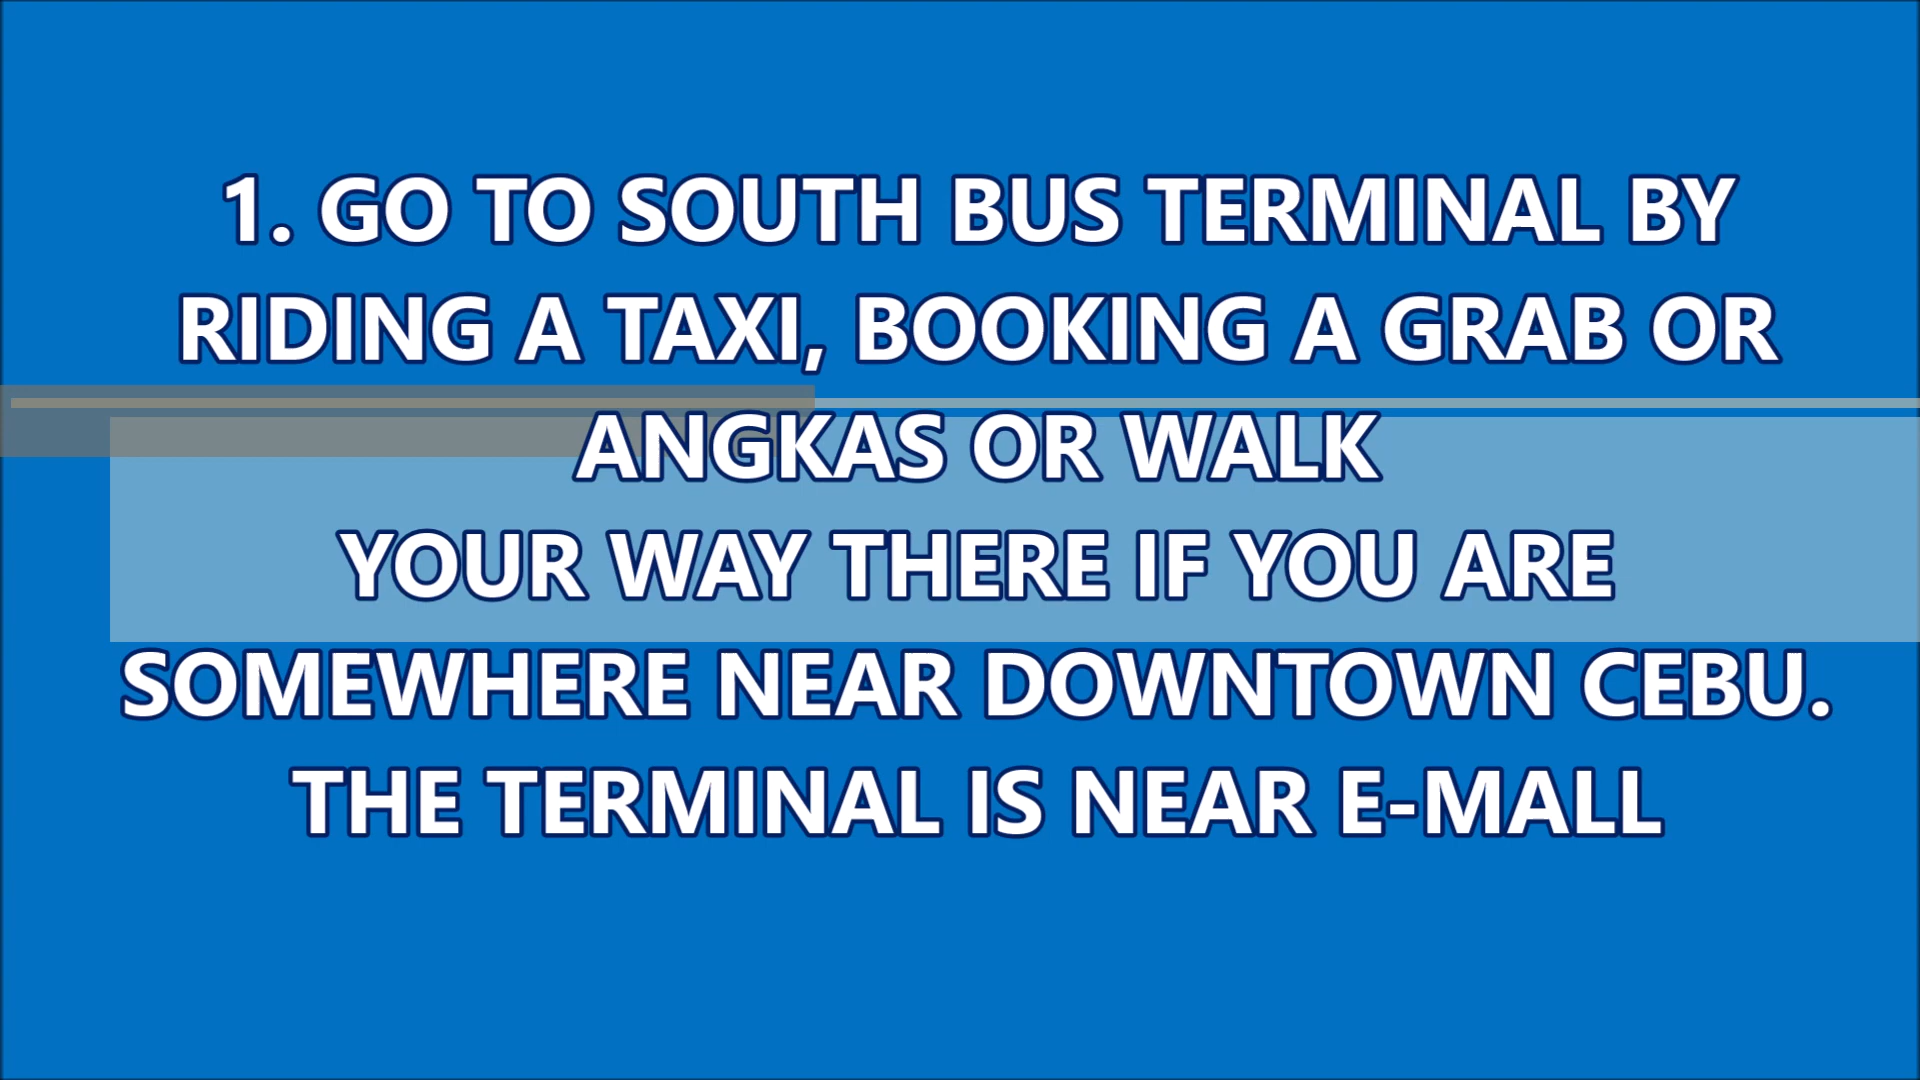 1. GO TO SOUTH BUS TERMINAL BY
RIDING A TAXI, BOOKING A GRAB OR
ANGKAS OR WALK
YOUR WAY THERE IF YOU ARE
SOMEWHERE NEAR DOWNTOWN CEBU.
THE TERMINAL IS NEAR E-MALL